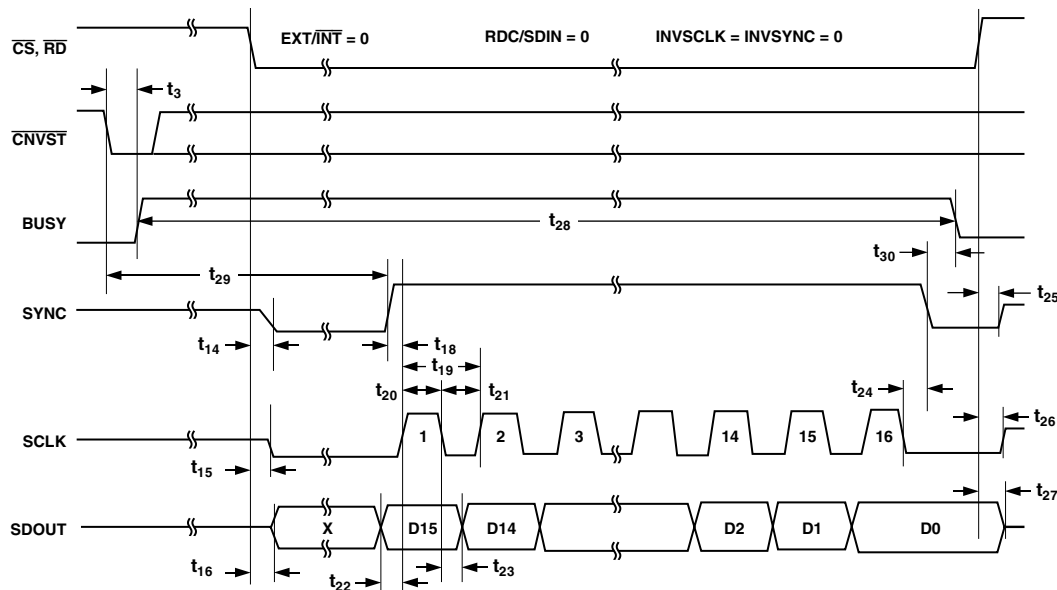 EXT/INT = 0 RDC/SDIN = 0 INVSCLK = INVSYNC = 0
CS, RD
t3
CNVST
BUSY
t28
t30
t29
t25
SYNC
t14
t18
t19
t20
t21
t24
t26
SCLK
1 2 3 14 15 16
t15
t27
SDOUT
X D15 D14 D2 D1 D0
t16
t22
t23